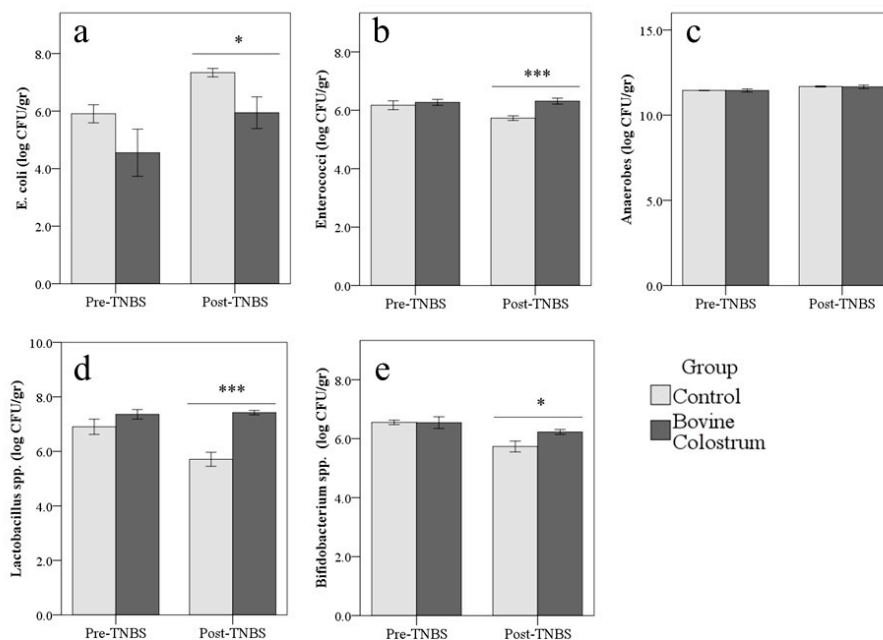 a
E. coli (log CFU/gr)
8.0
6.0
4.0
2.0
0.0
*
Pre-TNBS
Post-TNBS
b
Enterococci (log CFU/gr)
8.0
6.0
4.0
2.0
0.0
***
Pre-TNBS
Post-TNBS
c
Anaerobes (log CFU/gr)
15.0
10.0
5.0
0.0
Pre-TNBS
Post-TNBS
d
Lactobacillus spp. (log CFU/gr)
10.0
8.0
6.0
4.0
2.0
0.0
***
Pre-TNBS
Post-TNBS
e
Bifidobacterium spp. (log CFU/gr)
8.0
6.0
4.0
2.0
0.0
*
Pre-TNBS
Post-TNBS
Group
Control
Bovine
Colostrum